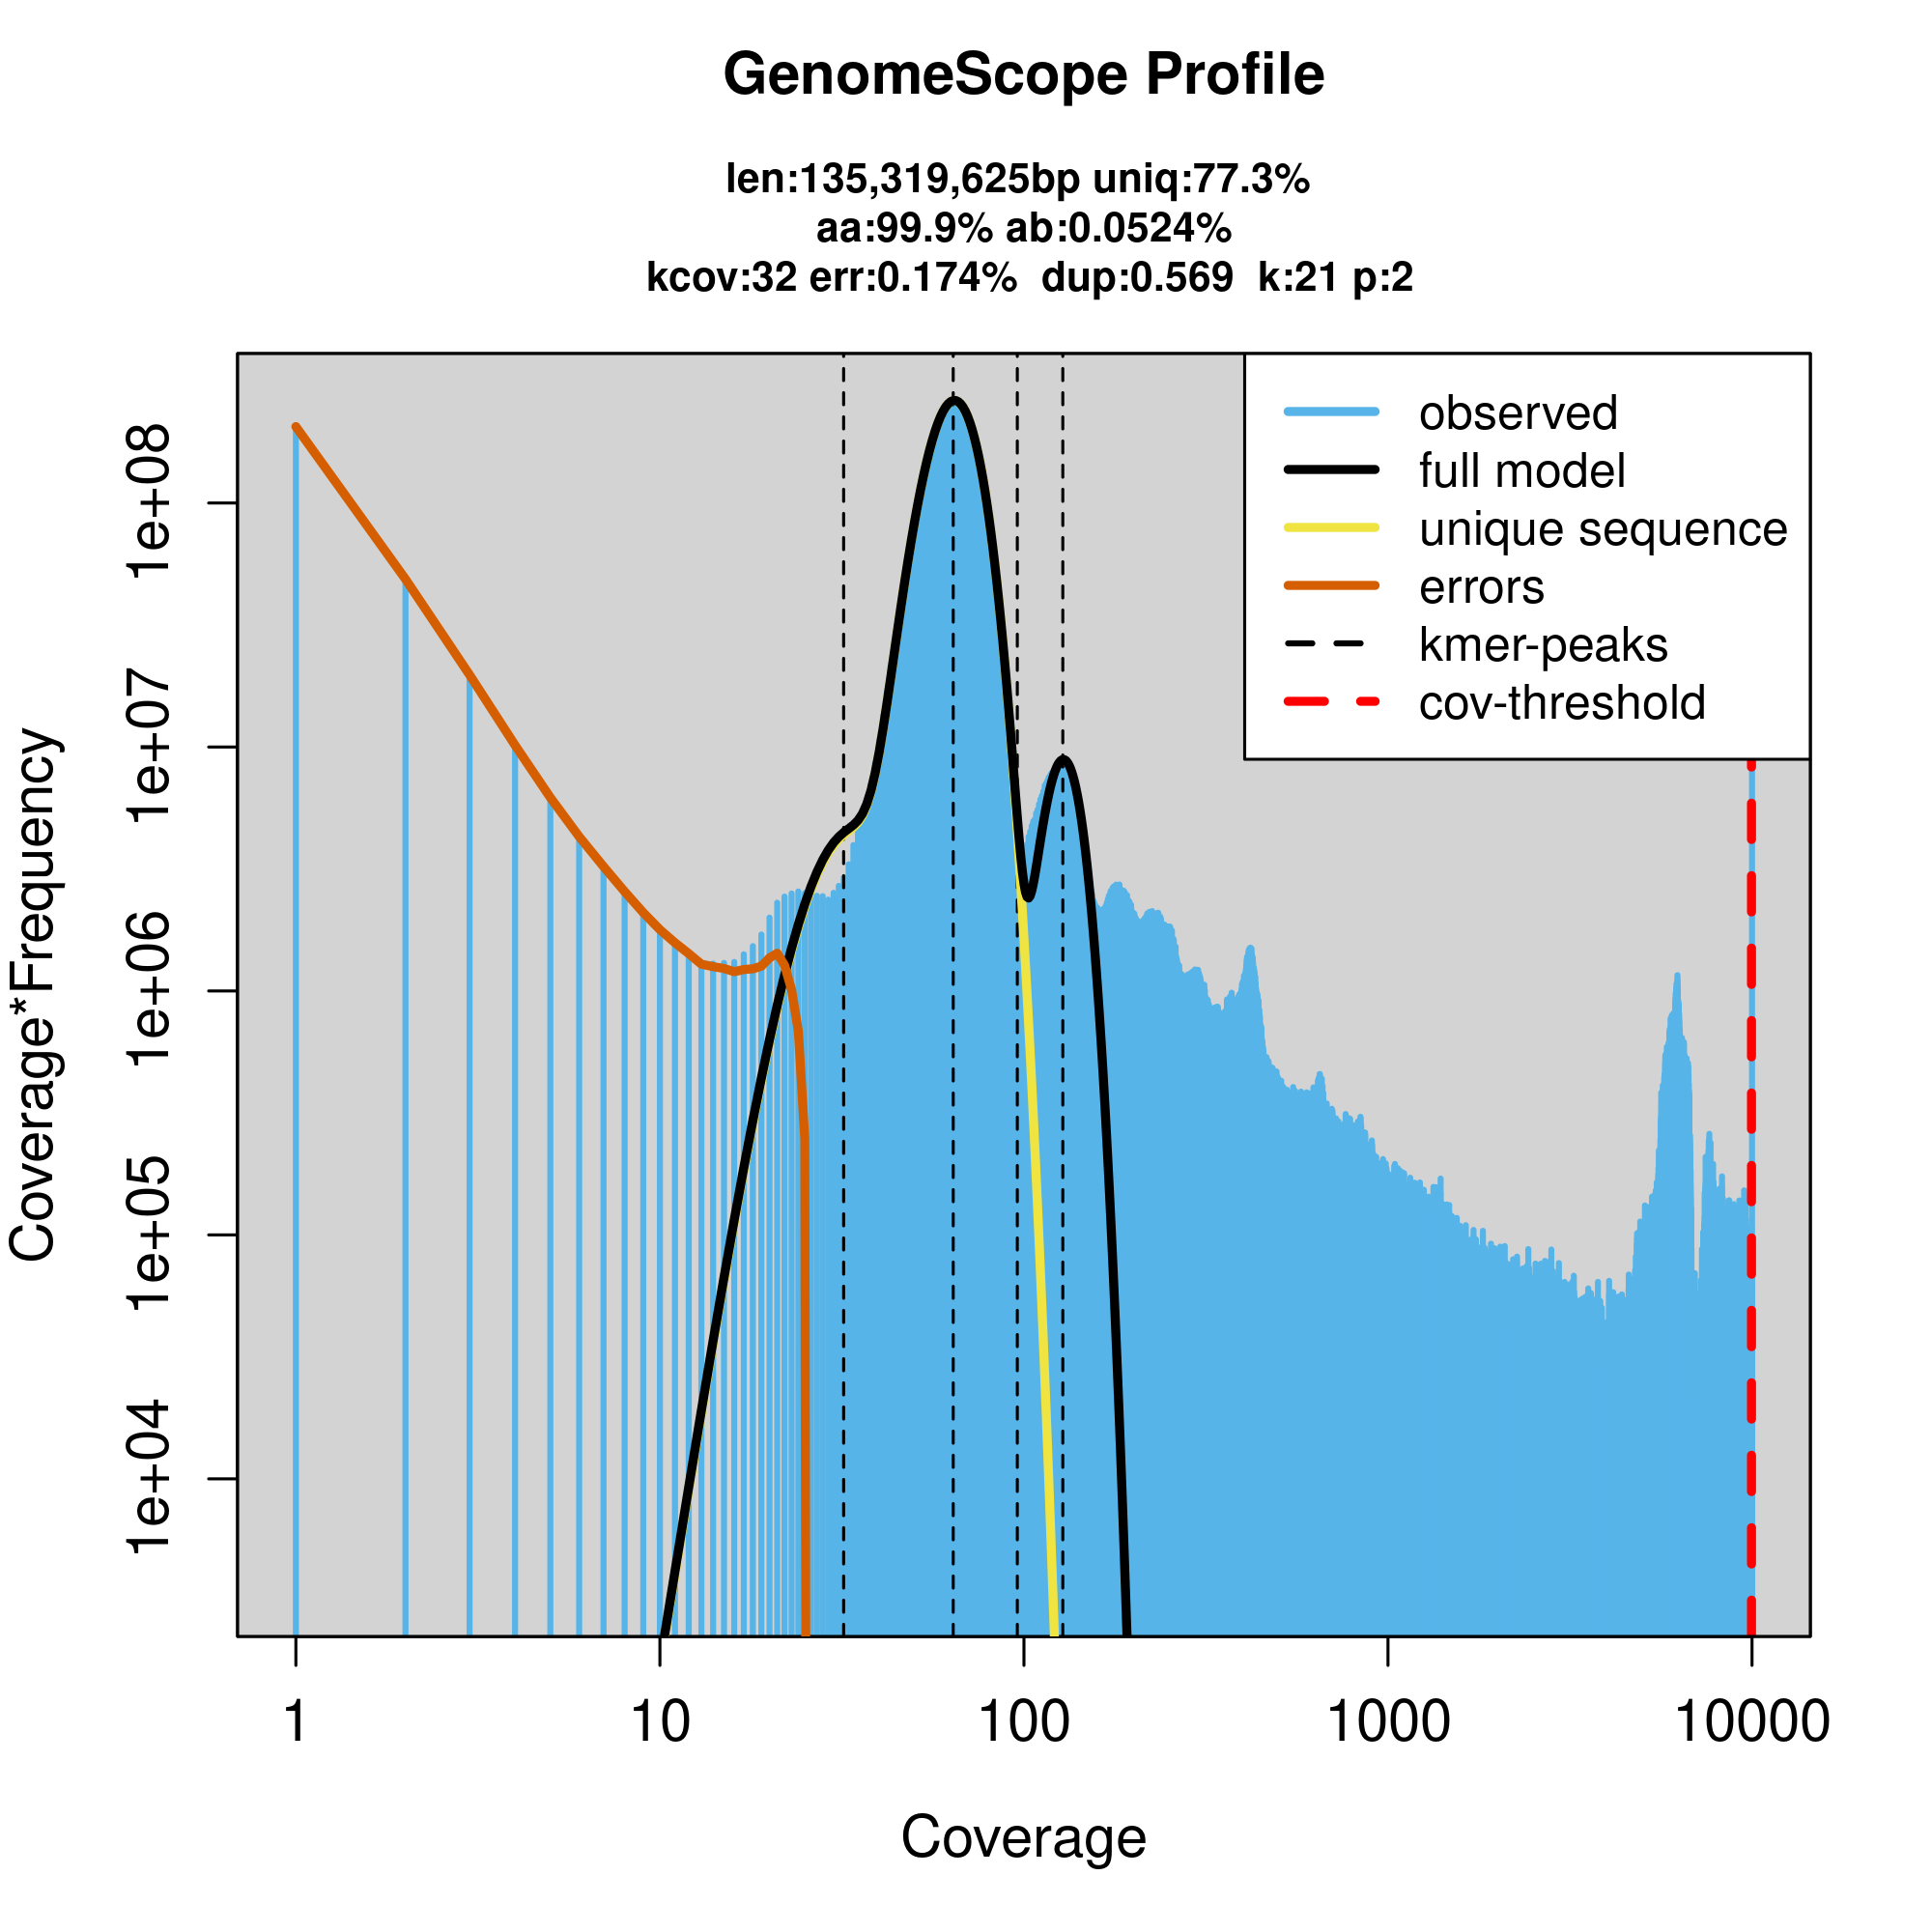 GenomeScope Profile
len:135,319,625bp uniq:77.3%
aa:99.9% ab:0.0524%
kcov:32 err:0.174%  dup:0.569  k:21 p:2
observed
full model
unique sequence
errors
kmer-peaks
cov-threshold
Coverage*Frequency
1e+08
1e+07
1e+06
1e+05
1e+04
1
10
100
1000
10000
Coverage